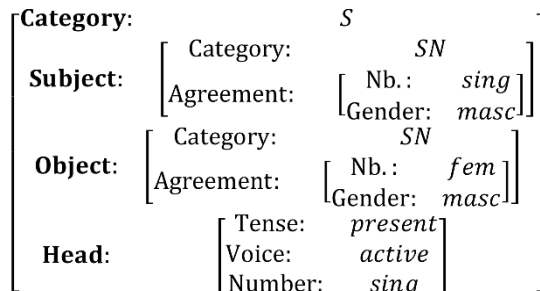 Category: S
Category: SN
Subject:
Agreement: Nb.: sing
Gender: masc
Category: SN
Object:
Agreement: Nb.: fem
Gender: masc
Tense: present
Head: Voice: active
Number: sing